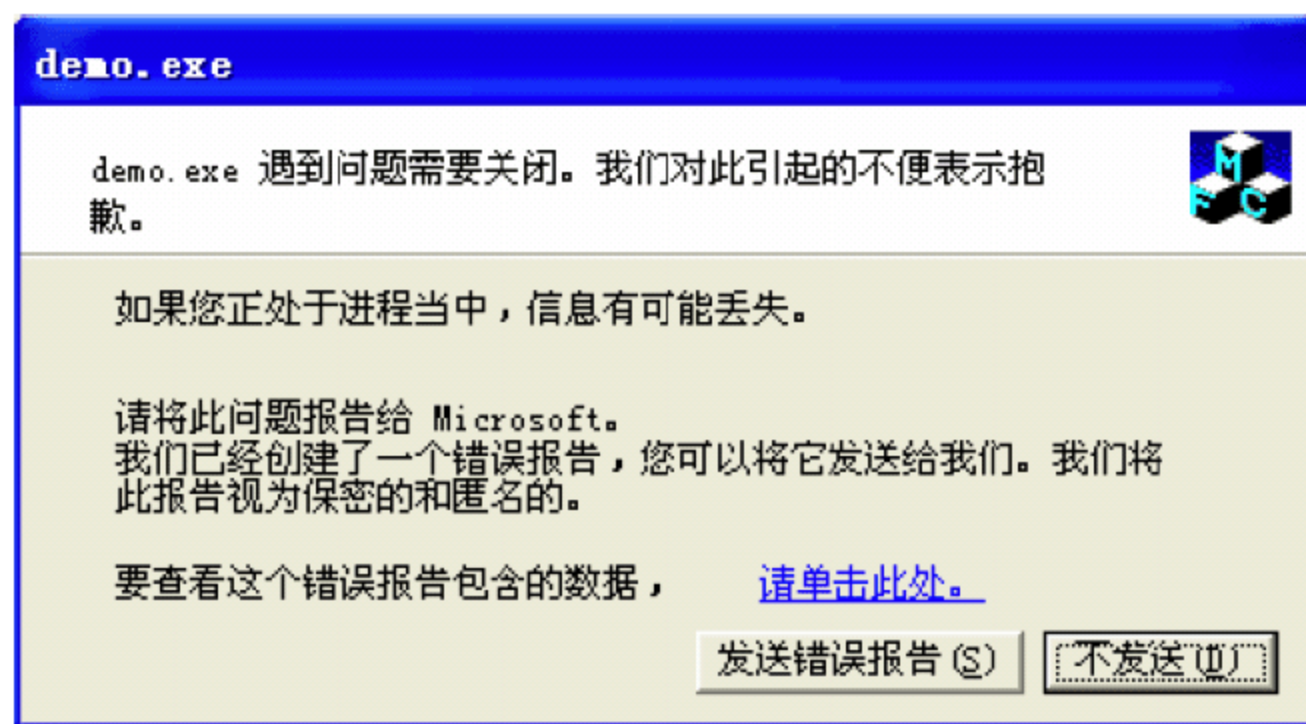 demo.exe
demo.exe 遇到问题需要关闭。我们对此引起的不便表示抱
歉。
MFC
如果您正处于进程当中，信息有可能丢失。
请将此问题报告给 Microsoft。
我们已经创建了一个错误报告，您可以将它发送给我们。我们将
此报告视为保密的和匿名的。
要查看这个错误报告包含的数据， 请单击此处。
发送错误报告(S) 不发送(D)